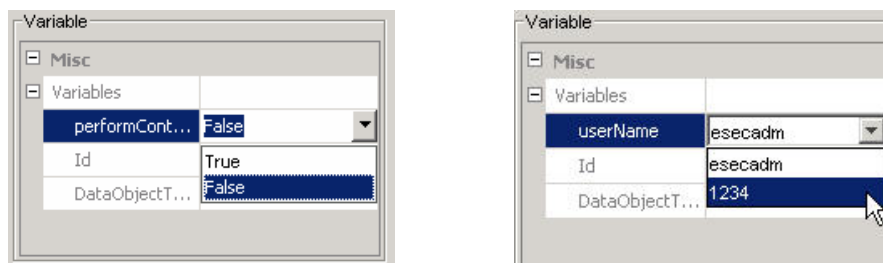 Variable
Misc
Variables
performCont... False
Id True
False
DataObjectT...
Variable
Misc
Variables
userName esecadm
Id esecadm
1234
DataObjectT...